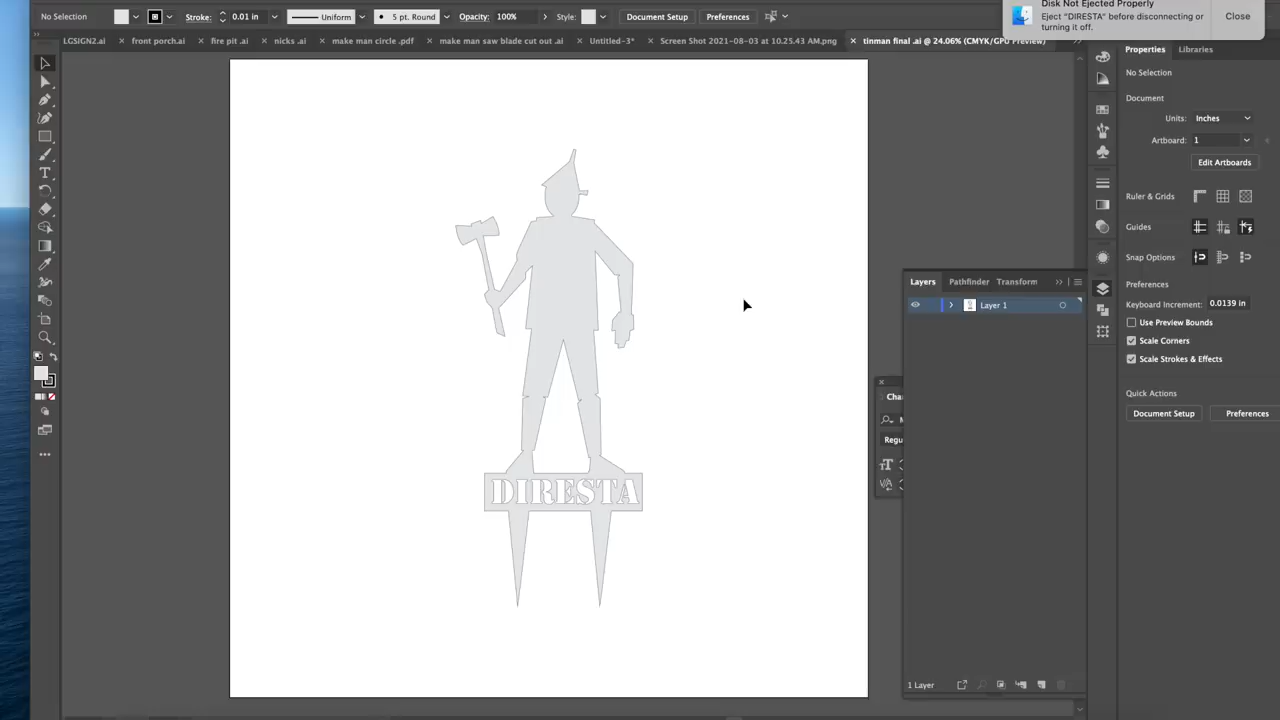 No Selection Stroke: 0.01 in Uniform 5 pt. Round Opacity: 100% Style: Document Setup Preferences
Disk Not Ejected Properly
Eject "DIRESTA" before disconnecting or
turning it off.
Close
LGSIGN2.ai × front porch.ai × fire pit .ai × nicks .ai × make man circle .pdf × make man saw blade cut out .ai × Untitled-3* × Screen Shot 2021-08-03 at 10.25.43 AM.png × tinman final .ai @ 24.06% (CMYK/GPU Preview)
Properties Libraries
No Selection
Document
Units: Inches
Artboard: 1
Edit Artboards
Ruler & Grids
Guides
Snap Options
Preferences
Keyboard Increment: 0.0139 in
Use Preview Bounds
Scale Corners
Scale Strokes & Effects
Quick Actions
Document Setup Preferences
Layers Pathfinder Transform
Layer 1
Cha
Regu
1 Layer
DIRESTA